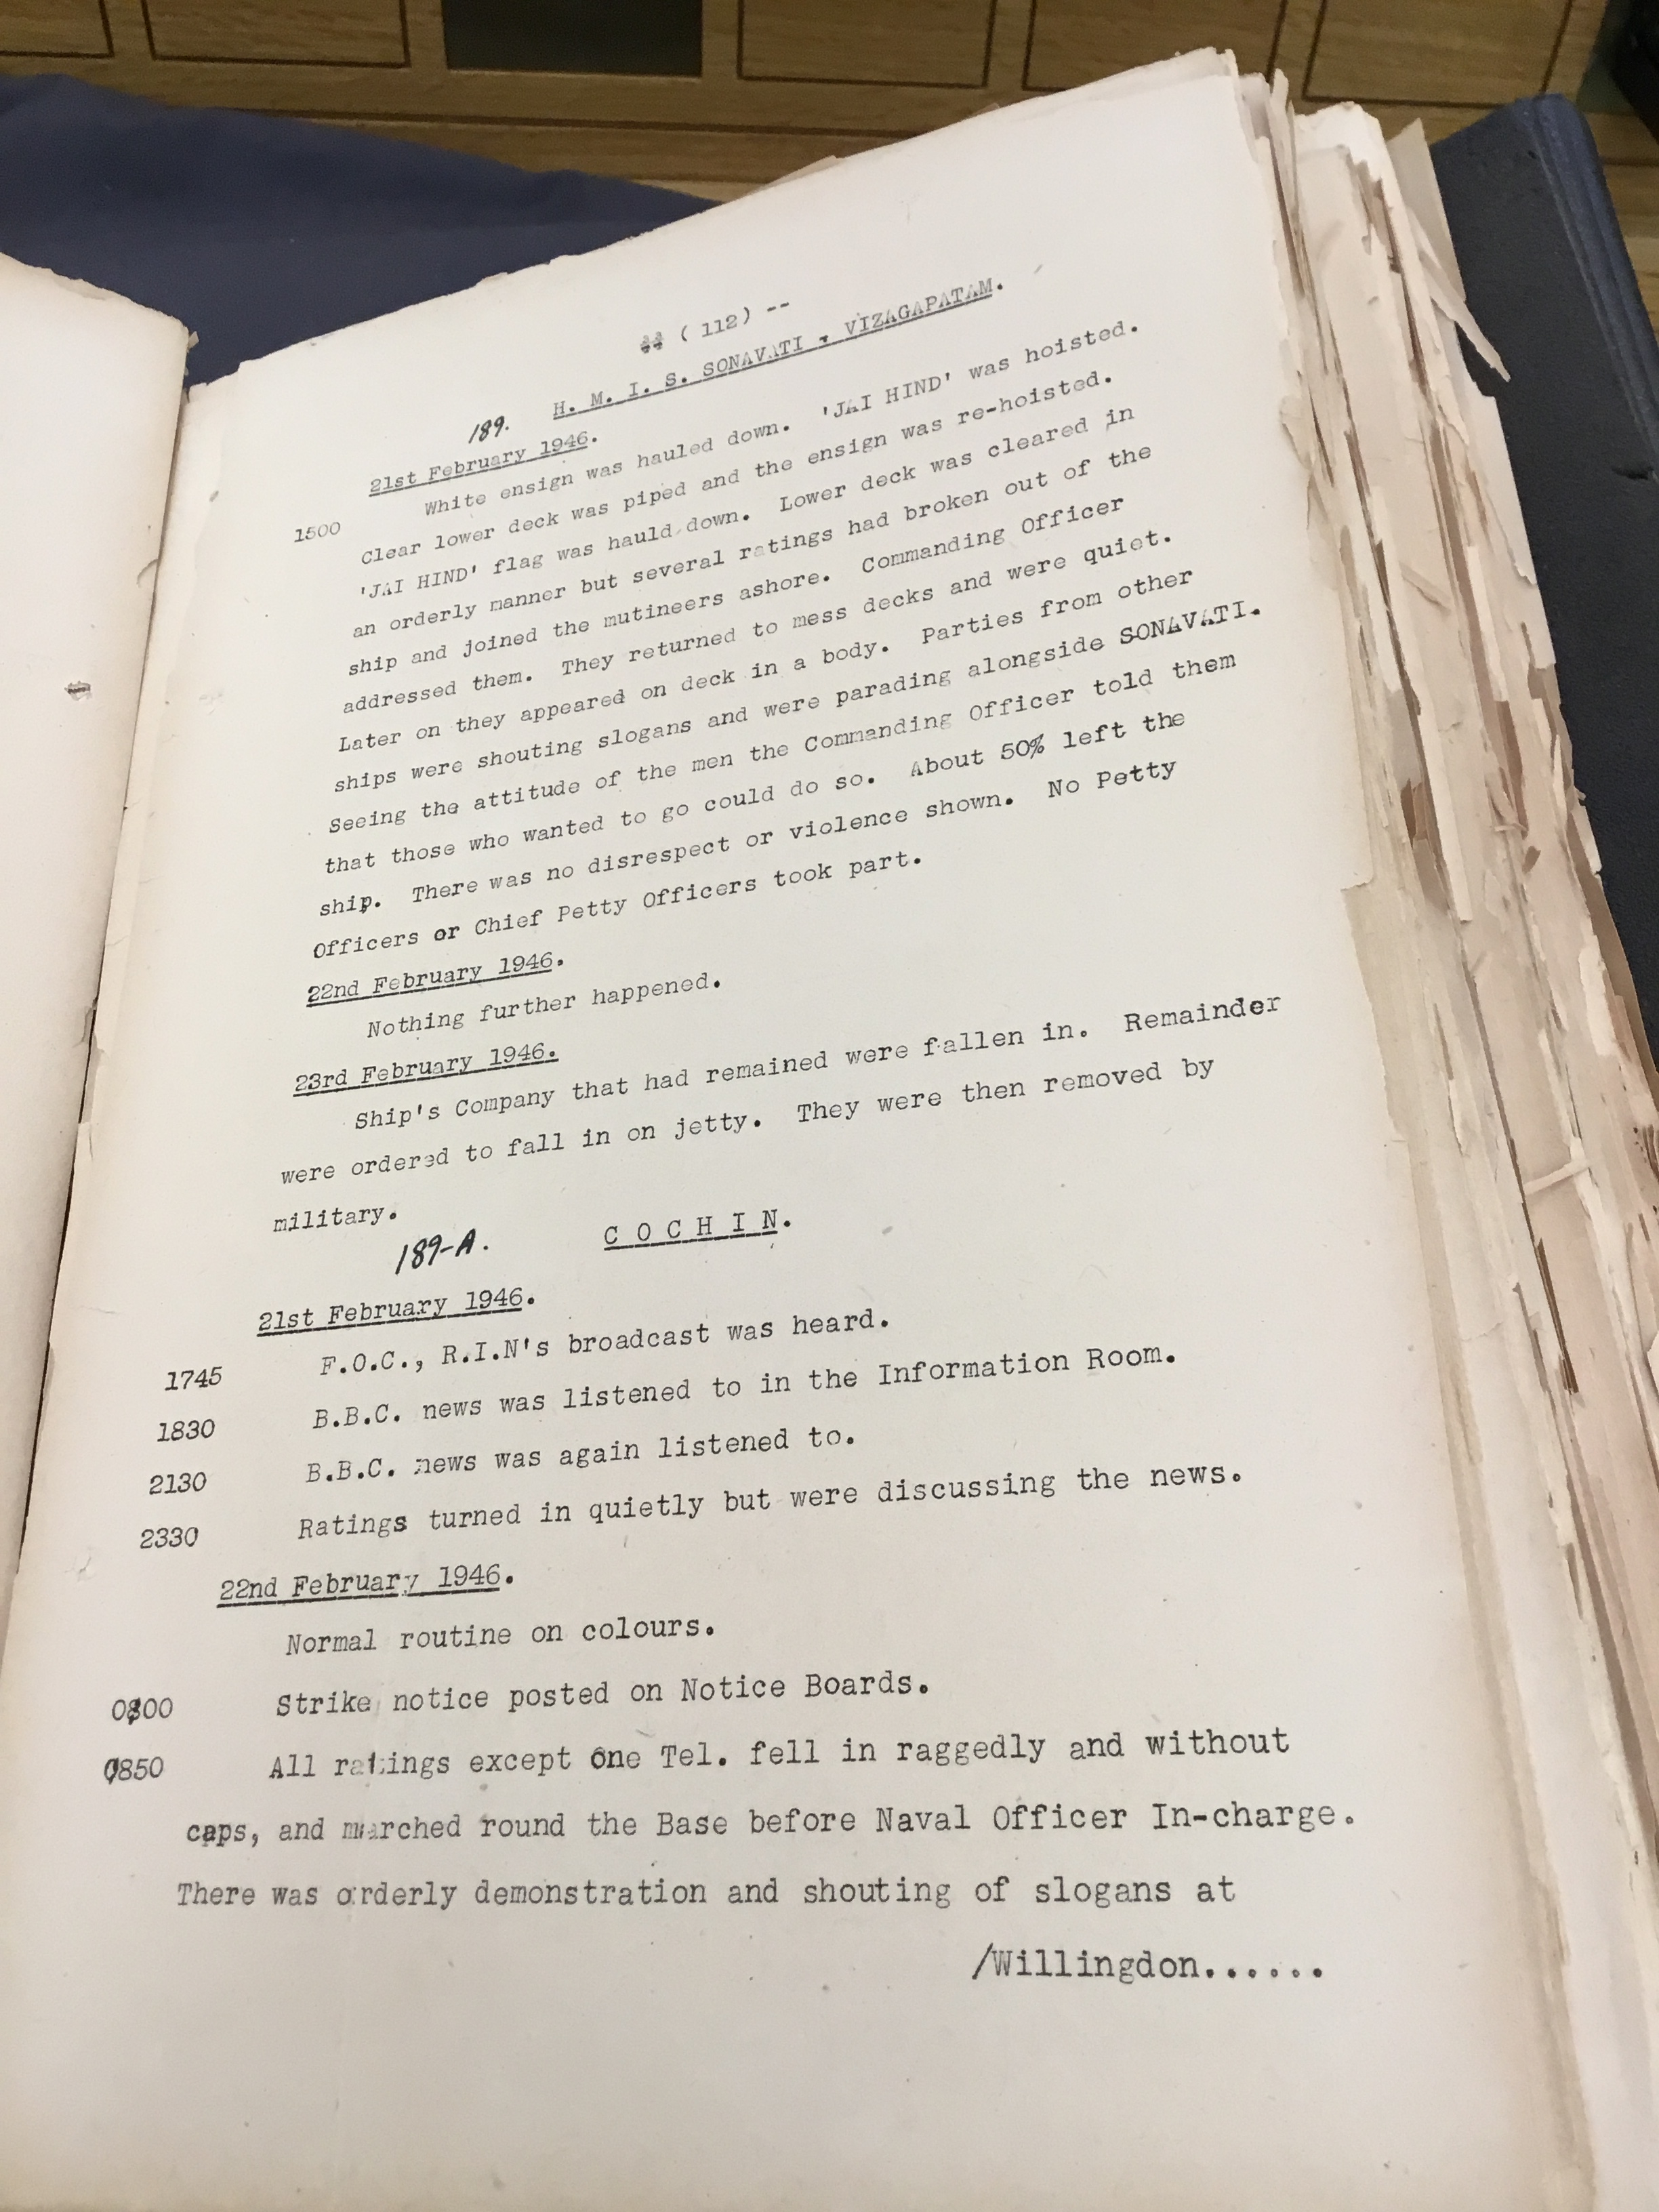 ( 112) --
H. M. I. S. SONAVATI - VIZAGAPATAM.
189.
21st February 1946.
1500 White ensign was hauled down. 'JAI HIND' was hoisted.
Clear lower deck was piped and the ensign was re-hoisted.
'JAI HIND' flag was hauld down. Lower deck was cleared in
an orderly manner but several ratings had broken out of the
ship and joined the mutineers ashore. Commanding Officer
addressed them. They returned to mess decks and were quiet.
Later on they appeared on deck in a body. Parties from other
ships were shouting slogans and were parading alongside SONAVATI.
Seeing the attitude of the men the Commanding Officer told them
that those who wanted to go could do so. About 50% left the
ship. There was no disrespect or violence shown. No Petty
Officers or Chief Petty Officers took part.
22nd February 1946.
Nothing further happened.
23rd February 1946.
Ship's Company that had remained were fallen in. Remainder
were ordered to fall in on jetty. They were then removed by
military.
189-A. C O C H I N.
21st February 1946.
1745 F.O.C., R.I.N's broadcast was heard.
1830 B.B.C. news was listened to in the Information Room.
2130 B.B.C. news was again listened to.
2330 Ratings turned in quietly but were discussing the news.
22nd February 1946.
Normal routine on colours.
0800 Strike notice posted on Notice Boards.
0850 All ratings except one Tel. fell in raggedly and without
caps, and marched round the Base before Naval Officer In-charge.
There was orderly demonstration and shouting of slogans at
/Willingdon......